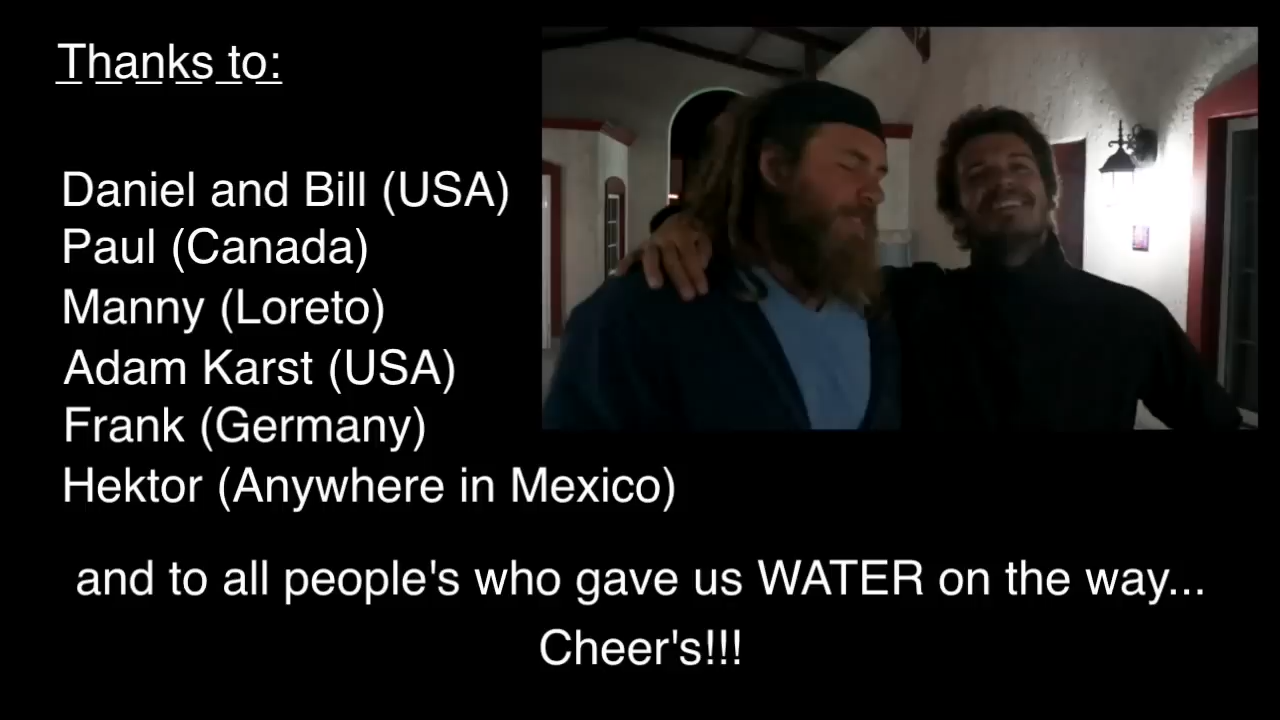 Thanks to:
Daniel and Bill (USA)
Paul (Canada)
Manny (Loreto)
Adam Karst (USA)
Frank (Germany)
Hektor (Anywhere in Mexico)
and to all people's who gave us WATER on the way...
Cheer's!!!